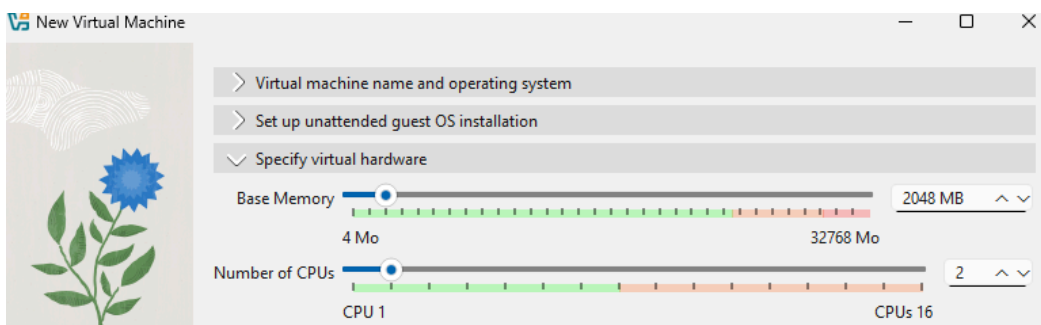 New Virtual Machine
Virtual machine name and operating system
Set up unattended guest OS installation
Specify virtual hardware
Base Memory 2048 MB
4 Mo 32768 Mo
Number of CPUs 2
CPU 1 CPUs 16